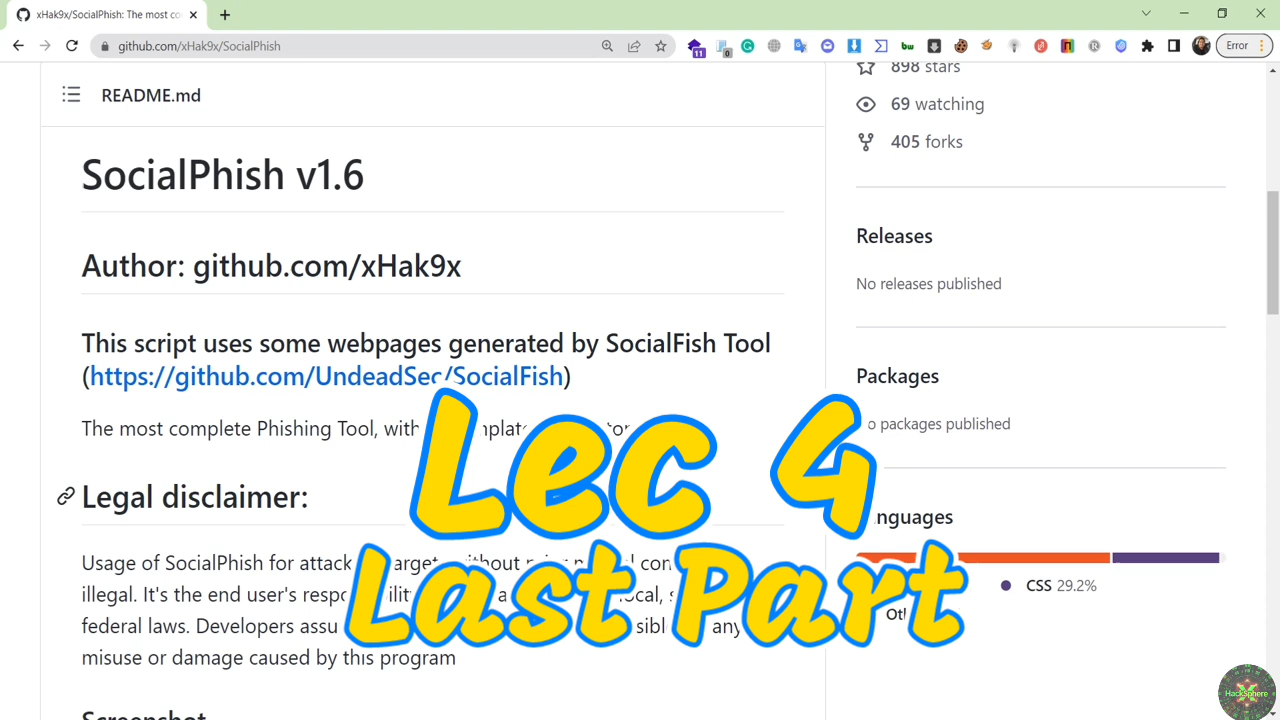 xHak9x/SocialPhish: The most co
github.com/xHak9x/SocialPhish
11
0
bw
Error
README.md
898 stars
69 watching
405 forks
SocialPhish v1.6
Author: github.com/xHak9x
This script uses some webpages generated by SocialFish Tool
(https://github.com/UndeadSec/SocialFish)
The most complete Phishing Tool, with
Legal disclaimer:
Usage of SocialPhish for attack
illegal. It's the end user's
federal laws. Developers
misuse or damage caused by this program
Screenshot
Releases
No releases published
Packages
packages published
CSS 29.2%
Lec 4
Last Part
HackSphere